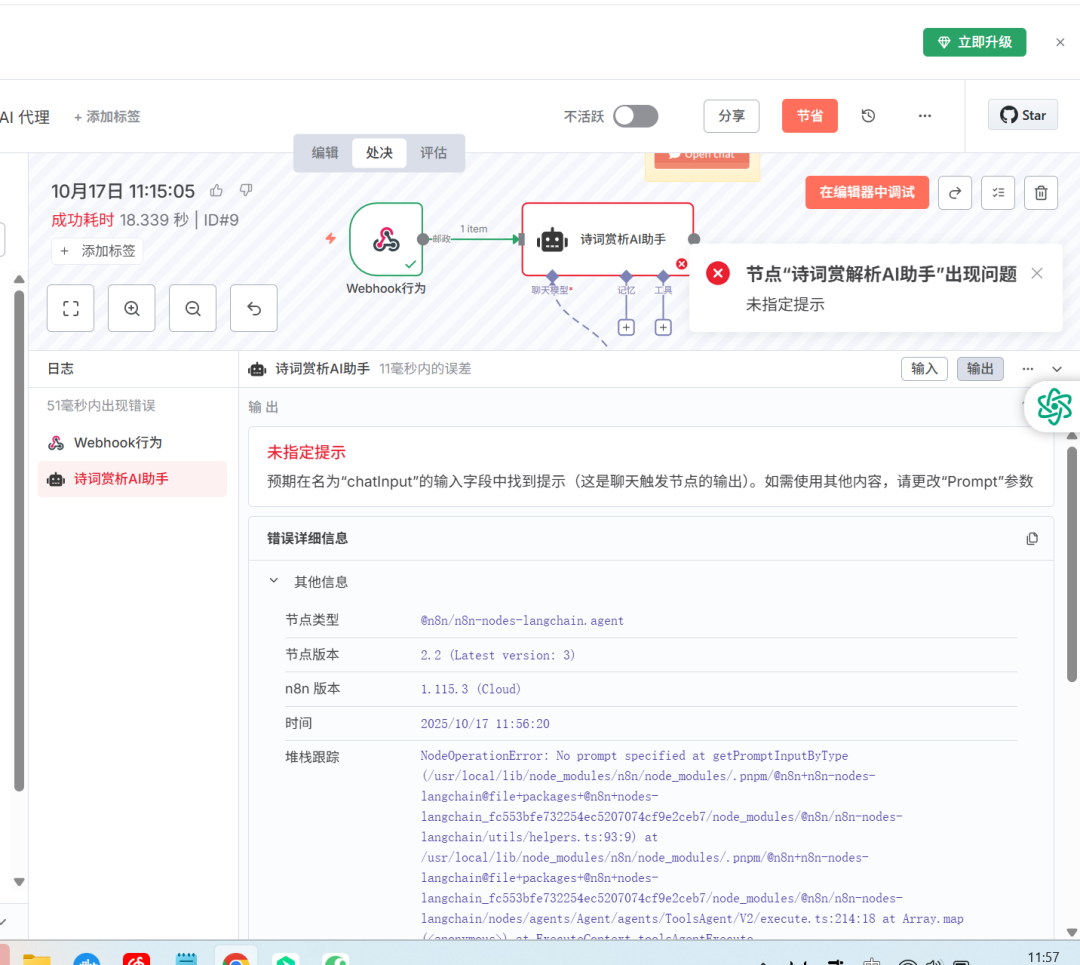 立即升级
AI 代理
+ 添加标签
不活跃
分享
节省
Star
编辑
处决
评估
Open chat
10月17日 11:15:05
成功耗时 18.339 秒 | ID#9
+ 添加标签
在编辑器中调试
邮政
1 item
诗词赏析AI助手
Webhook行为
聊天模型*
记忆
工具
节点“诗词赏解析AI助手”出现问题
未指定提示
日志
诗词赏析AI助手 11毫秒内的误差
输入
输出
51毫秒内出现错误
输 出
Webhook行为
诗词赏析AI助手
未指定提示
预期在名为“chatInput”的输入字段中找到提示（这是聊天触发节点的输出）。如需使用其他内容，请更改“Prompt”参数
错误详细信息
其他信息
节点类型 @n8n/n8n-nodes-langchain.agent
节点版本 2.2 (Latest version: 3)
n8n 版本 1.115.3 (Cloud)
时间 2025/10/17 11:56:20
堆栈跟踪 NodeOperationError: No prompt specified at getPromptInputByType
(/usr/local/lib/node_modules/n8n/node_modules/.pnpm/@n8n+n8n-nodes-
langchain@file+packages+@n8n+nodes-
langchain_fc553bfe732254ec5207074cf9e2ceb7/node_modules/@n8n/n8n-nodes-
langchain/utils/helpers.ts:93:9) at
/usr/local/lib/node_modules/n8n/node_modules/.pnpm/@n8n+n8n-nodes-
langchain@file+packages+@n8n+nodes-
langchain_fc553bfe732254ec5207074cf9e2ceb7/node_modules/@n8n/n8n-nodes-
langchain/nodes/agents/Agent/agents/ToolsAgent/V2/execute.ts:214:18 at Array.map
(<anonymous>) at ExecuteContext.toolsAgentExecute
11:57